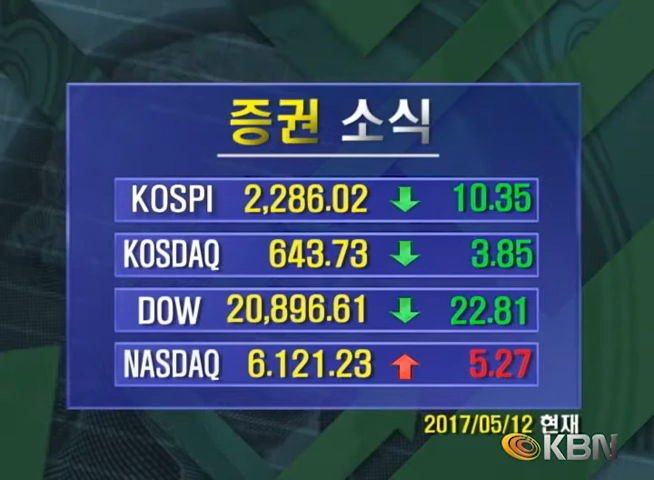 증권 소식
KOSPI 2,286.02 ↓ 10.35
KOSDAQ 643.73 ↓ 3.85
DOW 20,896.61 ↓ 22.81
NASDAQ 6.121.23 ↑ 5.27
2017/05/12 현재
KBN